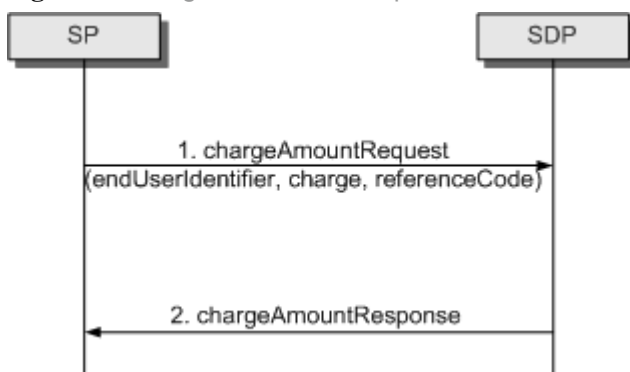 SP
SDP
1. chargeAmountRequest
(endUserIdentifier, charge, referenceCode)
2. chargeAmountResponse